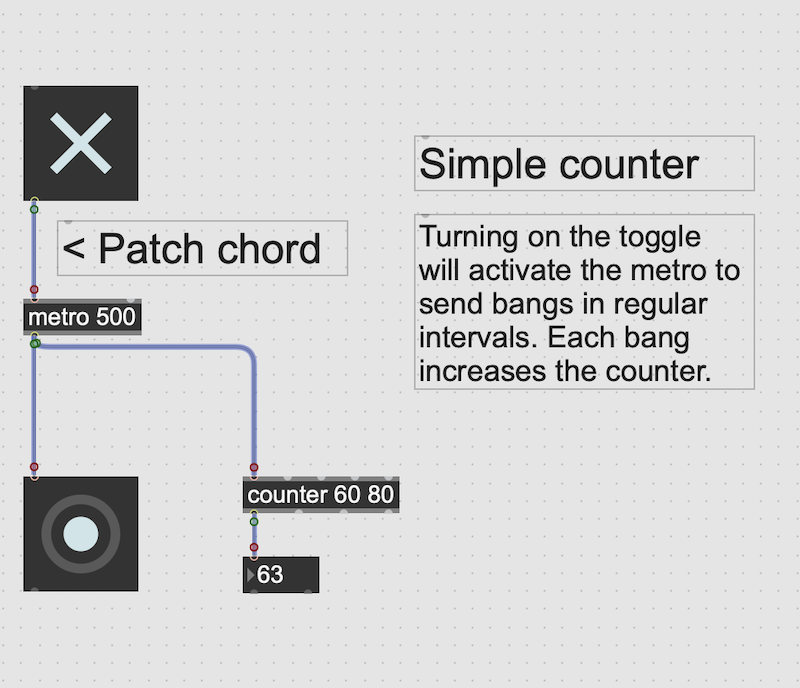 Simple counter
< Patch chord
Turning on the toggle
will activate the metro to
send bangs in regular
intervals. Each bang
increases the counter.
metro 500
counter 60 80
63